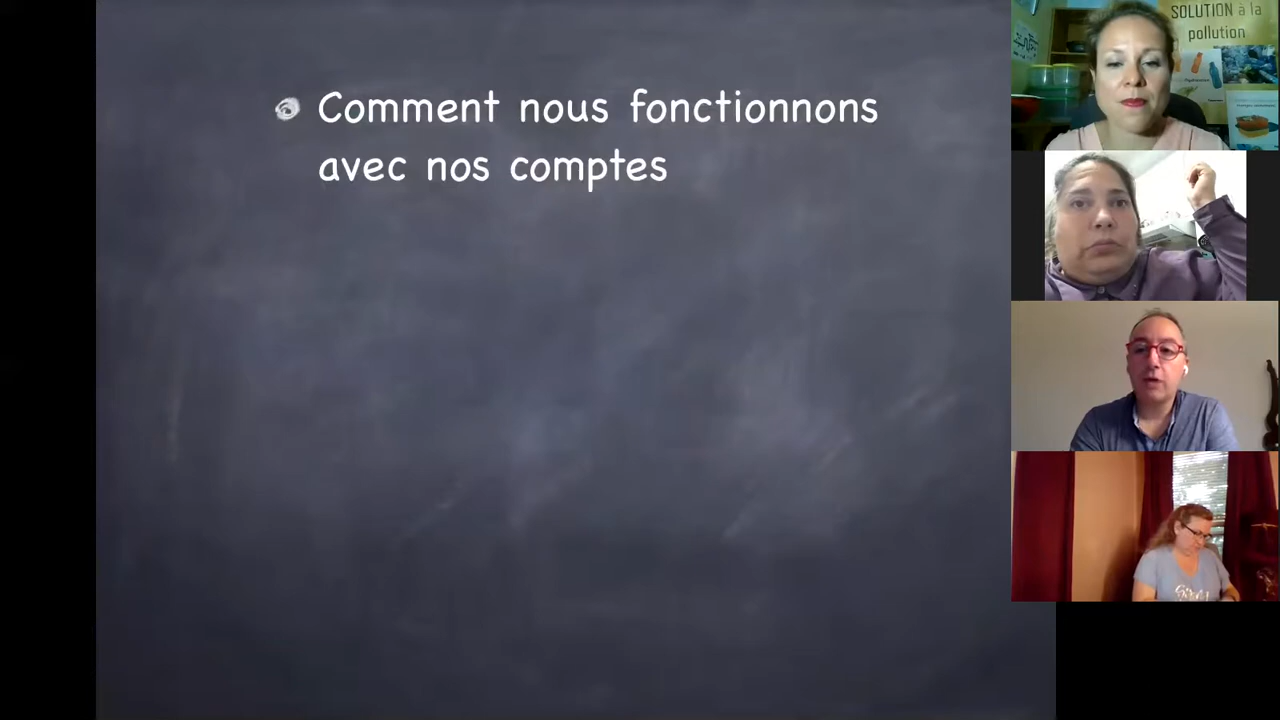 Comment nous fonctionnons
avec nos comptes
SOLUTION à la
pollution